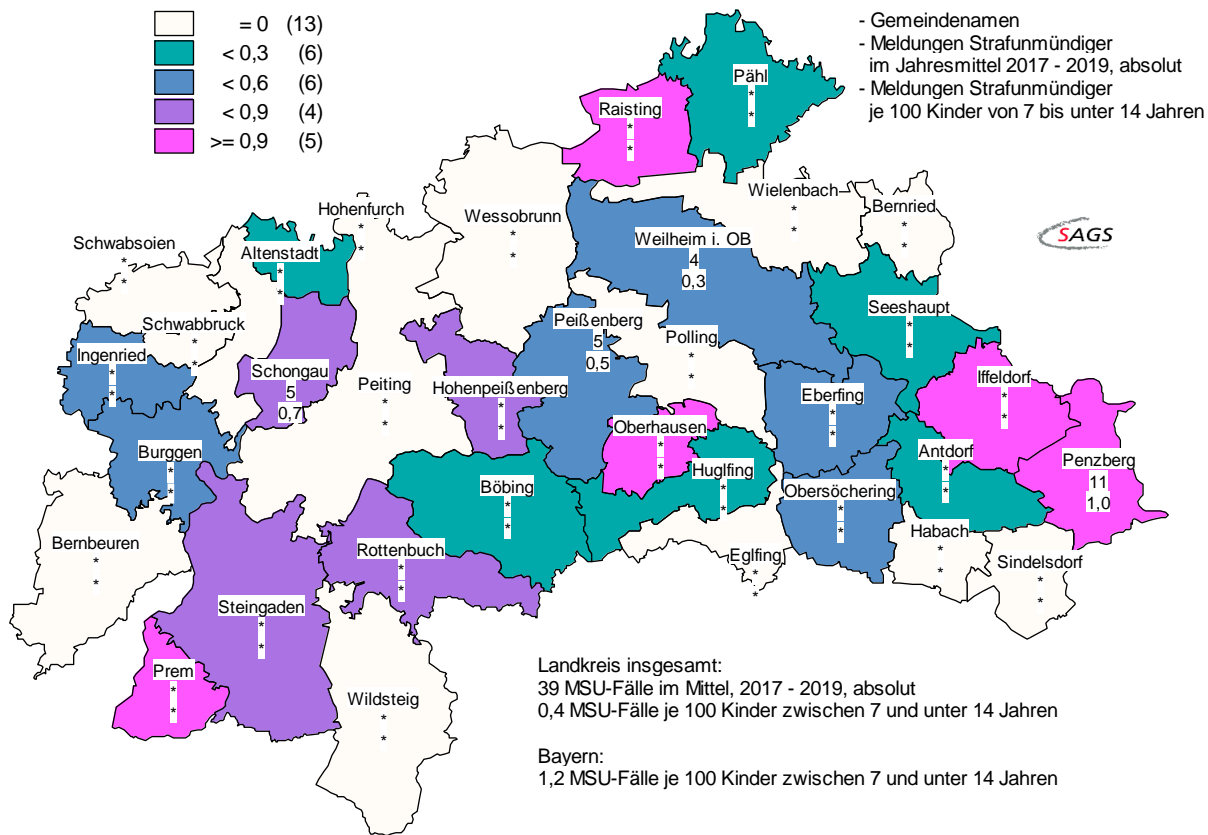 = 0 (13)
< 0,3 (6)
< 0,6 (6)
< 0,9 (4)
>= 0,9 (5)
- Gemeindenamen
- Meldungen Strafunmündiger
im Jahresmittel 2017 - 2019, absolut
- Meldungen Strafunmündiger
je 100 Kinder von 7 bis unter 14 Jahren
SAGS
Pähl
*
*
Raisting
*
*
Wielenbach
*
*
Bernried
*
*
Hohenfurch
*
*
Wessobrunn
*
*
Weilheim i. OB
4
0,3
Schwabsoien
*
*
Altenstadt
*
*
Seeshaupt
*
*
Schwabbruck
*
*
Peißenberg
5
0,5
Polling
*
*
Ingenried
*
*
Schongau
5
0,7
Peiting
*
*
Hohenpeißenberg
*
*
Eberfing
*
*
Iffeldorf
*
*
Oberhausen
*
*
Burggen
*
*
Huglfing
*
*
Antdorf
*
*
Penzberg
11
1,0
Böbing
*
*
Obersöchering
*
*
Bernbeuren
*
*
Rottenbuch
*
*
Eglfing
*
*
Habach
*
*
Sindelsdorf
*
*
Steingaden
*
*
Prem
*
*
Wildsteig
*
*
Landkreis insgesamt:
39 MSU-Fälle im Mittel, 2017 - 2019, absolut
0,4 MSU-Fälle je 100 Kinder zwischen 7 und unter 14 Jahren
Bayern:
1,2 MSU-Fälle je 100 Kinder zwischen 7 und unter 14 Jahren